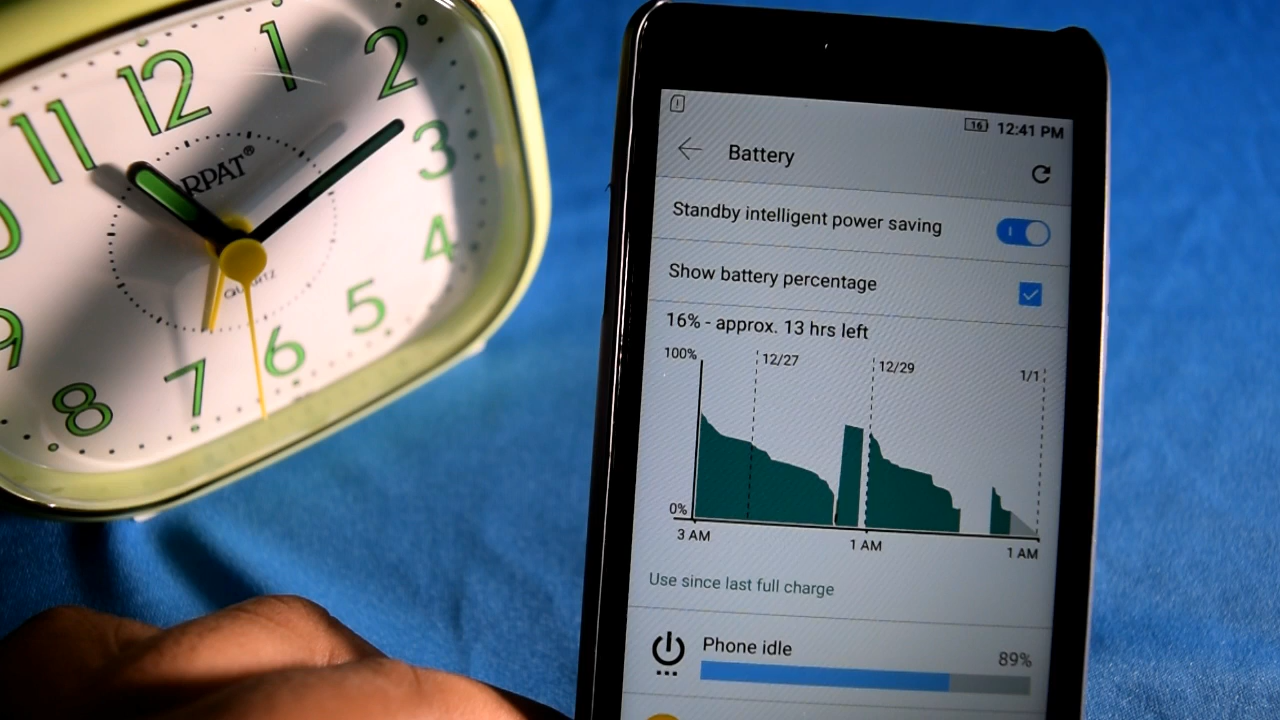 12
1
2
11
3
RPAT®
4
QUARTZ
5
9
6
7
8
16 12:41 PM
Battery
Standby intelligent power saving
Show battery percentage
16% - approx. 13 hrs left
100%
12/27
12/29
1/1
0%
3 AM
1 AM
1 AM
Use since last full charge
Phone idle
89%